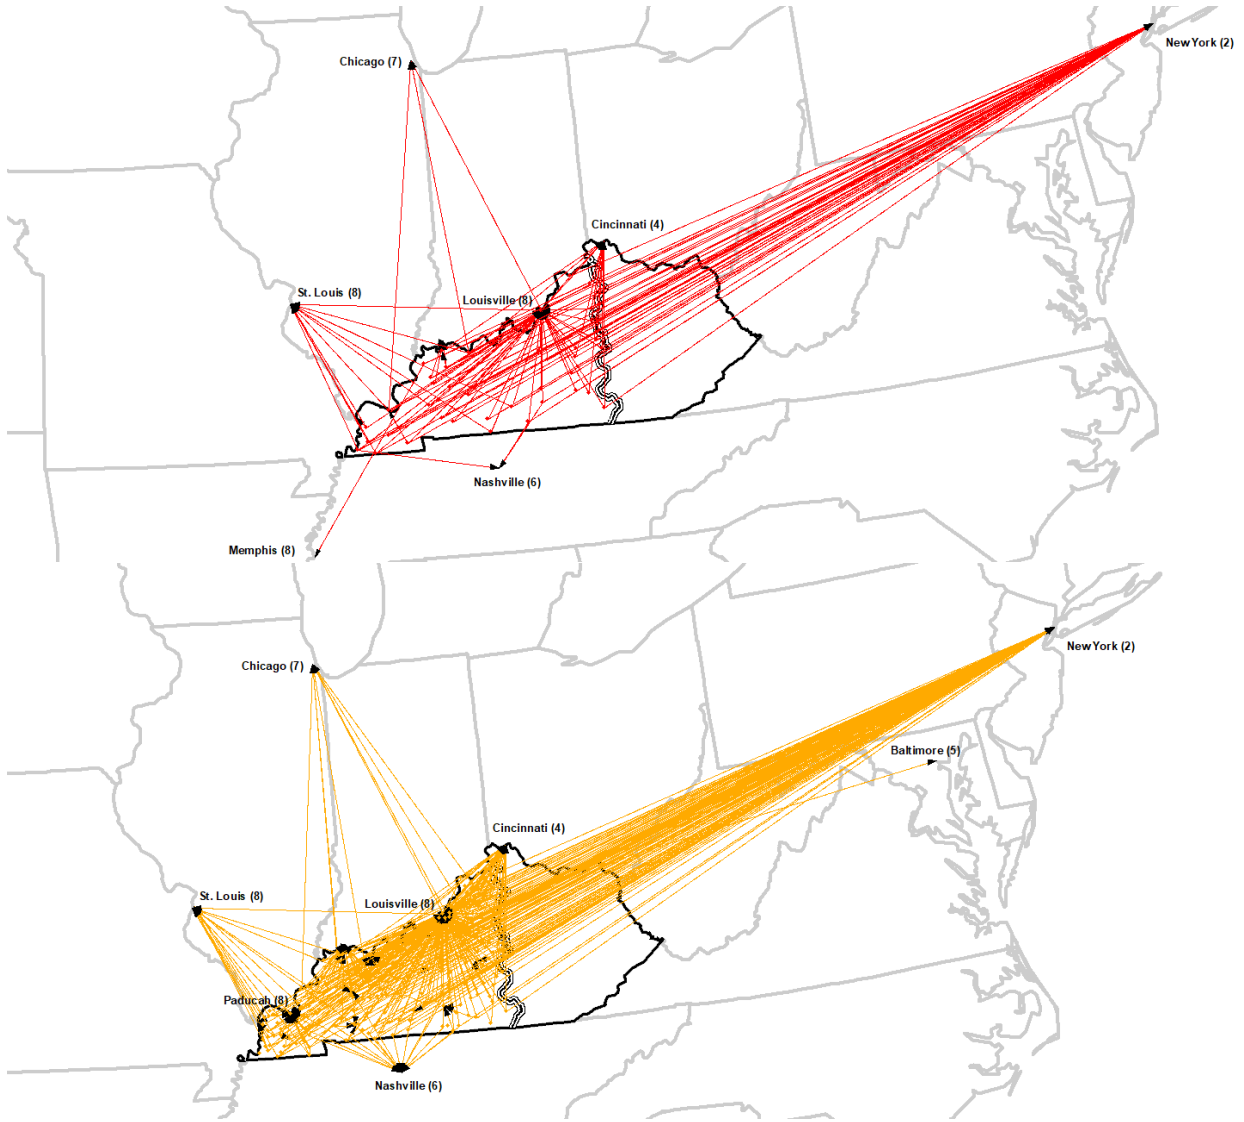 New York (2)
Chicago (7)
Cincinnati (4)
St. Louis (8)
Louisville (8)
Nashville (6)
Memphis (8)
New York (2)
Chicago (7)
Baltimore (5)
Cincinnati (4)
St. Louis (8)
Louisville (8)
Paducah (8)
Nashville (6)